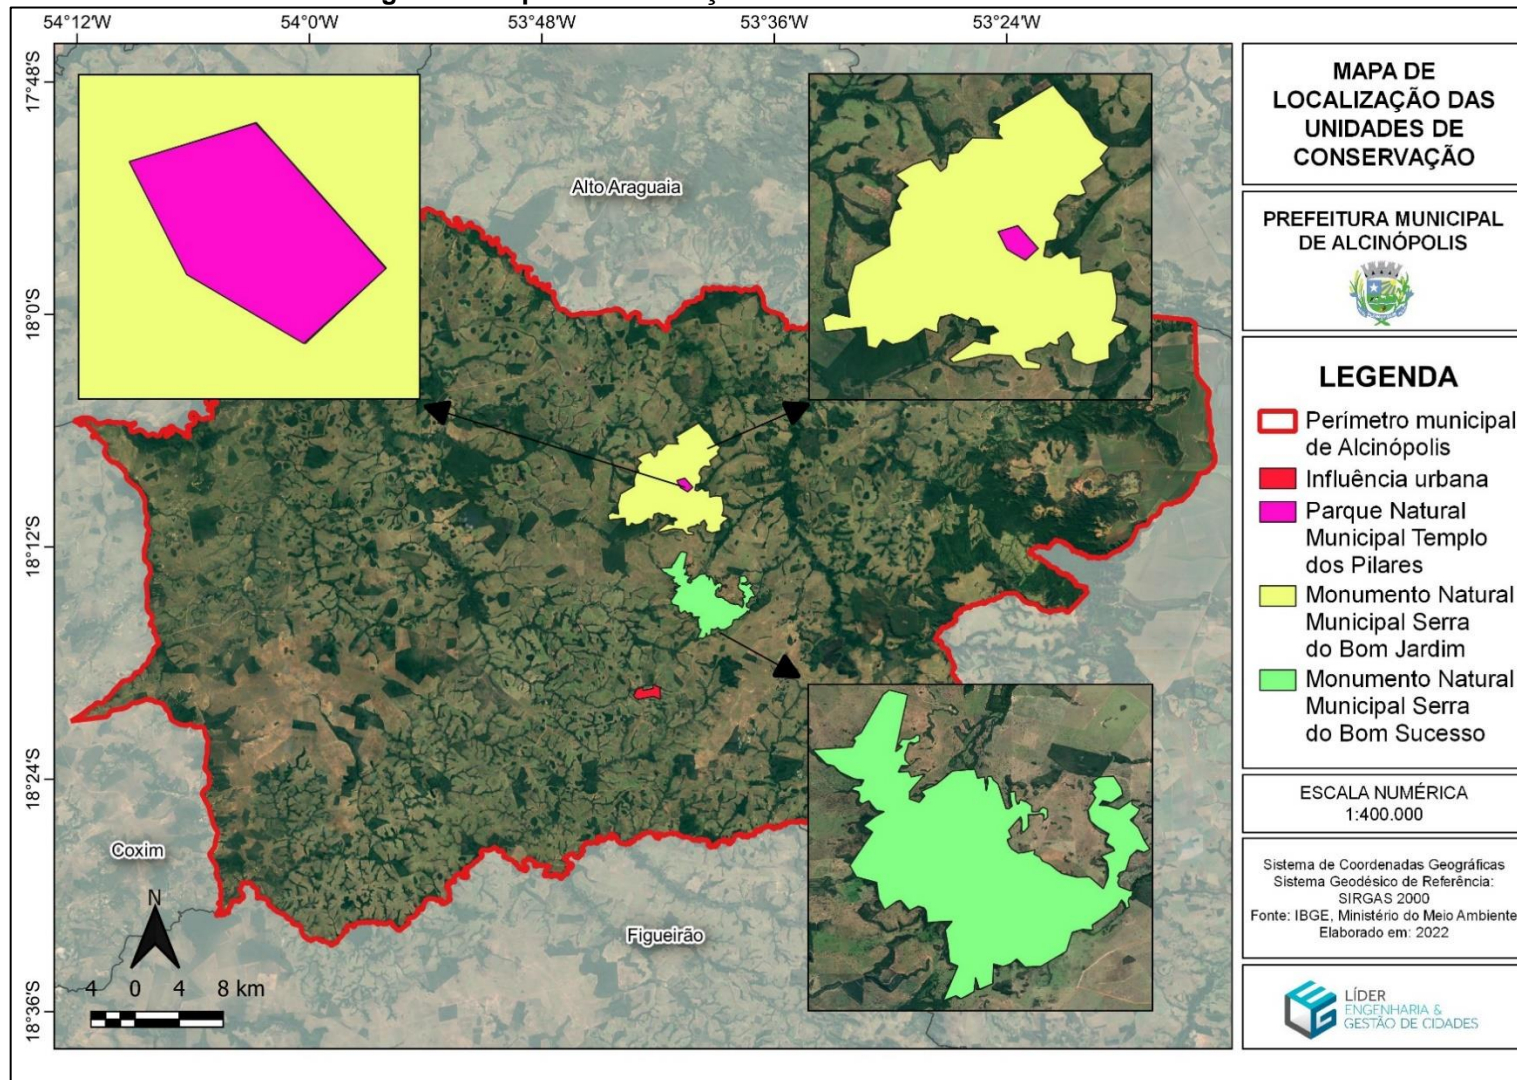 54°12'W 54°0'W 53°48'W 53°36'W 53°24'W
17°48'S
18°0'S
18°12'S
18°24'S
18°36'S
Alto Araguaia
Coxim
Figueirão
N
4 0 4 8 km
MAPA DE
LOCALIZAÇÃO DAS
UNIDADES DE
CONSERVAÇÃO
PREFEITURA MUNICIPAL
DE ALCINÓPOLIS
LEGENDA
Perímetro municipal
de Alcinópolis
Influência urbana
Parque Natural
Municipal Templo
dos Pilares
Monumento Natural
Municipal Serra
do Bom Jardim
Monumento Natural
Municipal Serra
do Bom Sucesso
ESCALA NUMÉRICA
1:400.000
Sistema de Coordenadas Geográficas
Sistema Geodésico de Referência:
SIRGAS 2000
Fonte: IBGE, Ministério do Meio Ambiente
Elaborado em: 2022
LÍDER
ENGENHARIA &
GESTÃO DE CIDADES